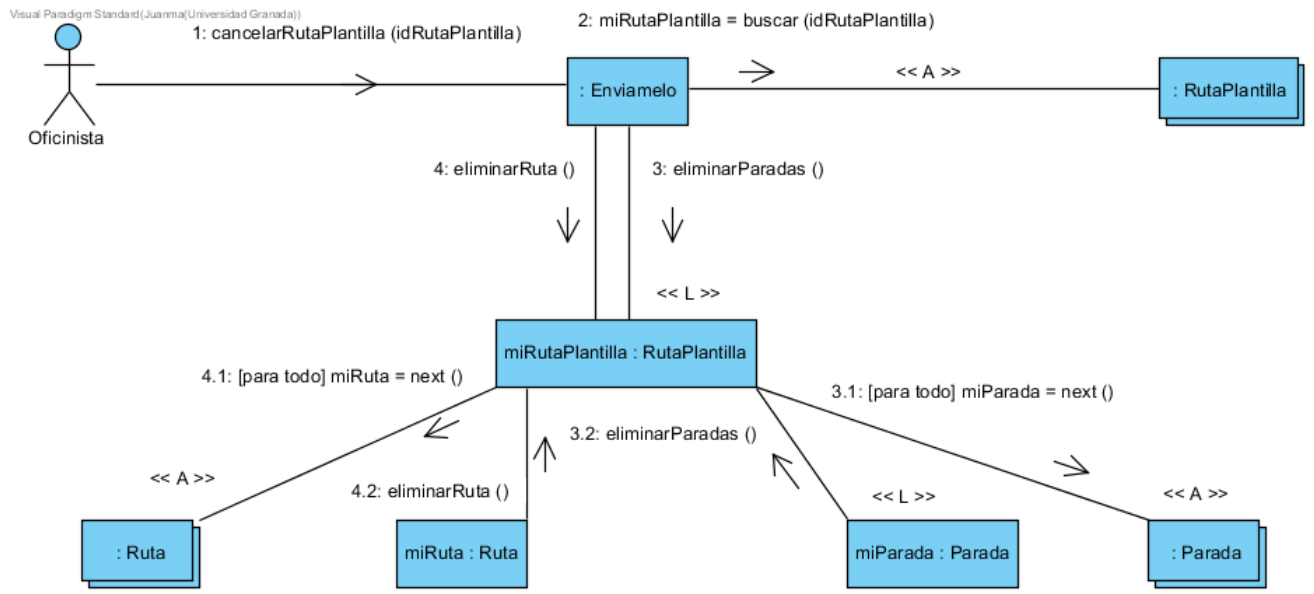 Visual Paradigm Standard(Juanma(Universidad Granada))
1: cancelarRutaPlantilla (idRutaPlantilla)
2: miRutaPlantilla = buscar (idRutaPlantilla)
<< A >>
: Enviamelo
: RutaPlantilla
Oficinista
4: eliminarRuta ()
3: eliminarParadas ()
<< L >>
miRutaPlantilla : RutaPlantilla
4.1: [para todo] miRuta = next ()
3.1: [para todo] miParada = next ()
3.2: eliminarParadas ()
<< A >>
4.2: eliminarRuta ()
<< L >>
<< A >>
: Ruta
miRuta : Ruta
miParada : Parada
: Parada